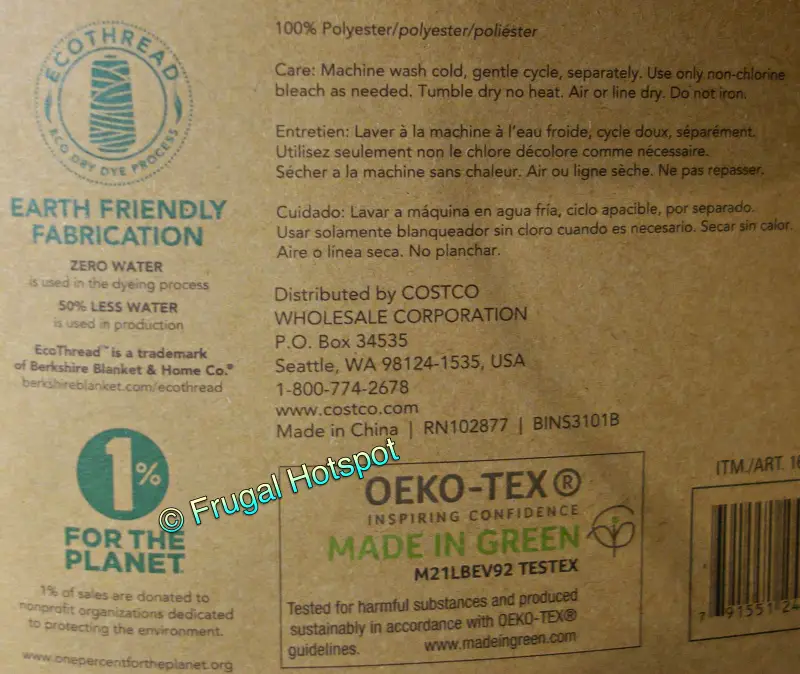 ECOTHREAD
ECO DRY DYE PROCESS
EARTH FRIENDLY
FABRICATION
ZERO WATER
is used in the dyeing process
50% LESS WATER
is used in production
EcoThread™ is a trademark
of Berkshire Blanket & Home Co.®
berkshireblanket.com/ecothread
1%
FOR THE
PLANET
1% of sales are donated to
nonprofit organizations dedicated
to protecting the environment.
www.onepercentfortheplanet.org
100% Polyester/polyester/poliéster
Care: Machine wash cold, gentle cycle, separately. Use only non-chlorine
bleach as needed. Tumble dry no heat. Air or line dry. Do not iron.
Entretien: Laver à la machine à l'eau froide, cycle doux, séparément.
Utilisez seulement non le chlore décolore comme nécessaire.
Sécher a la machine sans chaleur. Air ou ligne sèche. Ne pas repasser.
Cuidado: Lavar a máquina en agua fría, ciclo apacible, por separado.
Usar solamente blanqueador sin cloro cuando es necesario. Secar sin calor.
Aire o línea seca. No planchar.
Distributed by COSTCO
WHOLESALE CORPORATION
P.O. Box 34535
Seattle, WA 98124-1535, USA
1-800-774-2678
www.costco.com
Made in China | RN102877 | BINS3101B
© Frugal Hotspot
OEKO-TEX®
INSPIRING CONFIDENCE
MADE IN GREEN
M21LBEV92 TESTEX
Tested for harmful substances and produced
sustainably in accordance with OEKO-TEX®
guidelines. www.madeingreen.com
ITM./ART. 16
7 91551 24